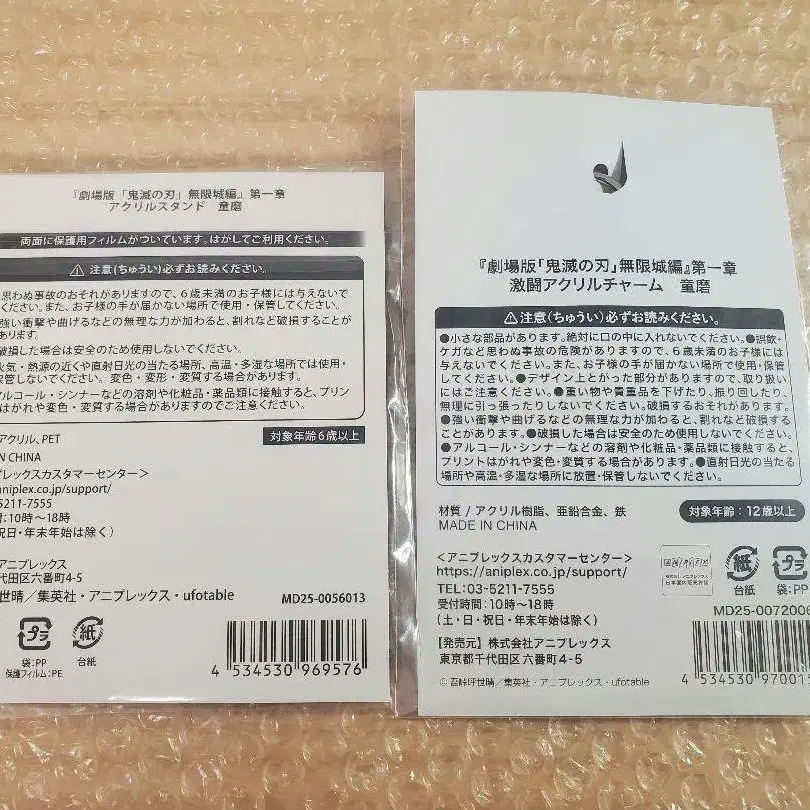 『劇場版「鬼滅の刃」無限城編』第一章
アクリルスタンド 童磨
両面に保護用フィルムがついています。はがしてご利用ください。
⚠注意(ちゅうい)必ずお読みください。
思わぬ事故のおそれがありますので、6歳未満のお子様には与えないで
ください。また、お子様の手が届かない場所で使用・保管してください。
強い衝撃や曲げるなどの無理な力が加わると、割れなど破損することが
あります。
破損した場合は安全のため使用しないでください。
火気・熱源の近くや直射日光の当たる場所、高温・多湿な場所では使用・
保管しないでください。変色・変形・変質する場合があります。
アルコール・シンナーなどの溶剤や化粧品・薬品類に接触すると、プリン
トはがれや変色・変質する場合がありますのでご注意ください。
アクリル、PET
対象年齢6歳以上
IN CHINA
プレックスカスタマーセンター>
aniplex.co.jp/support/
5211-7555
10時～18時
祝日・年末年始は除く)
アニプレックス
代田区六番町4-5
世晴/集英社・アニプレックス・ufotable
MD25-0056013
プラ
紙
袋:PP
保護フィルム:PE
台紙
4 534530 969576
『劇場版「鬼滅の刃」無限城編』第一章
激闘アクリルチャーム 童磨
⚠注意(ちゅうい)必ずお読みください。
●小さな部品があります。絶対に口の中に入れないでください。●誤飲・
ケガなど思わぬ事故の危険がありますので、6歳未満のお子様には
与えないでください。また、お子様の手が届かない場所で使用・保管
してください。●デザイン上とがった部分がありますので、取り扱い
にはご注意ください。●重い物や貴重品を下げたり、振り回したり、
無理に引っ張ったりしないでください。破損するおそれがあります。
●強い衝撃や曲げるなどの無理な力が加わると、割れなど破損する
ことがあります。●破損した場合は安全のため使用しないでください。
●アルコール・シンナーなどの溶剤や化粧品・薬品類に接触すると、
プリントはがれや変色・変質する場合があります。●直射日光の当たる
場所や高温・多湿な場所に放置・保管しないでください。
材質/アクリル樹脂、亜鉛合金、鉄
対象年齢:12歳以上
MADE IN CHINA
<アニプレックスカスタマーセンター>
https://aniplex.co.jp/support/
TEL:03-5211-7555
受付時間:10時～18時
(土・日・祝日・年末年始は除く)
【発売元】株式会社アニプレックス
東京都千代田区六番町4-5
©吾峠呼世晴/集英社・アニプレックス・ufotable
ANIPLEX
紙
プラ
台紙
袋:PP
MD25-0072006
4 534530 970015